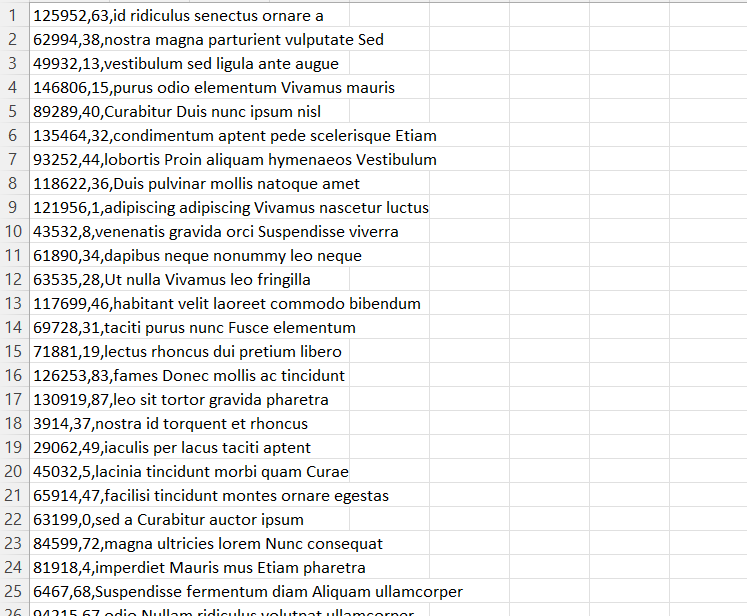 1 125952,63,id ridiculus senectus ornare a
2 62994,38,nostra magna parturient vulputate Sed
3 49932,13,vestibulum sed ligula ante augue
4 146806,15,purus odio elementum Vivamus mauris
5 89289,40,Curabitur Duis nunc ipsum nisl
6 135464,32,condimentum aptent pede scelerisque Etiam
7 93252,44,lobortis Proin aliquam hymenaeos Vestibulum
8 118622,36,Duis pulvinar mollis natoque amet
9 121956,1,adipiscing adipiscing Vivamus nascetur luctus
10 43532,8,venenatis gravida orci Suspendisse viverra
11 61890,34,dapibus neque nonummy leo neque
12 63535,28,Ut nulla Vivamus leo fringilla
13 117699,46,habitant velit laoreet commodo bibendum
14 69728,31,taciti purus nunc Fusce elementum
15 71881,19,lectus rhoncus dui pretium libero
16 126253,83,fames Donec mollis ac tincidunt
17 130919,87,leo sit tortor gravida pharetra
18 3914,37,nostra id torquent et rhoncus
19 29062,49,iaculis per lacus taciti aptent
20 45032,5,lacinia tincidunt morbi quam Curae
21 65914,47,facilisi tincidunt montes ornare egestas
22 63199,0,sed a Curabitur auctor ipsum
23 84599,72,magna ultricies lorem Nunc consequat
24 81918,4,imperdiet Mauris mus Etiam pharetra
25 6467,68,Suspendisse fermentum diam Aliquam ullamcorper
26 94215,67,odio Nullam ridiculus volutpat ullamcorper